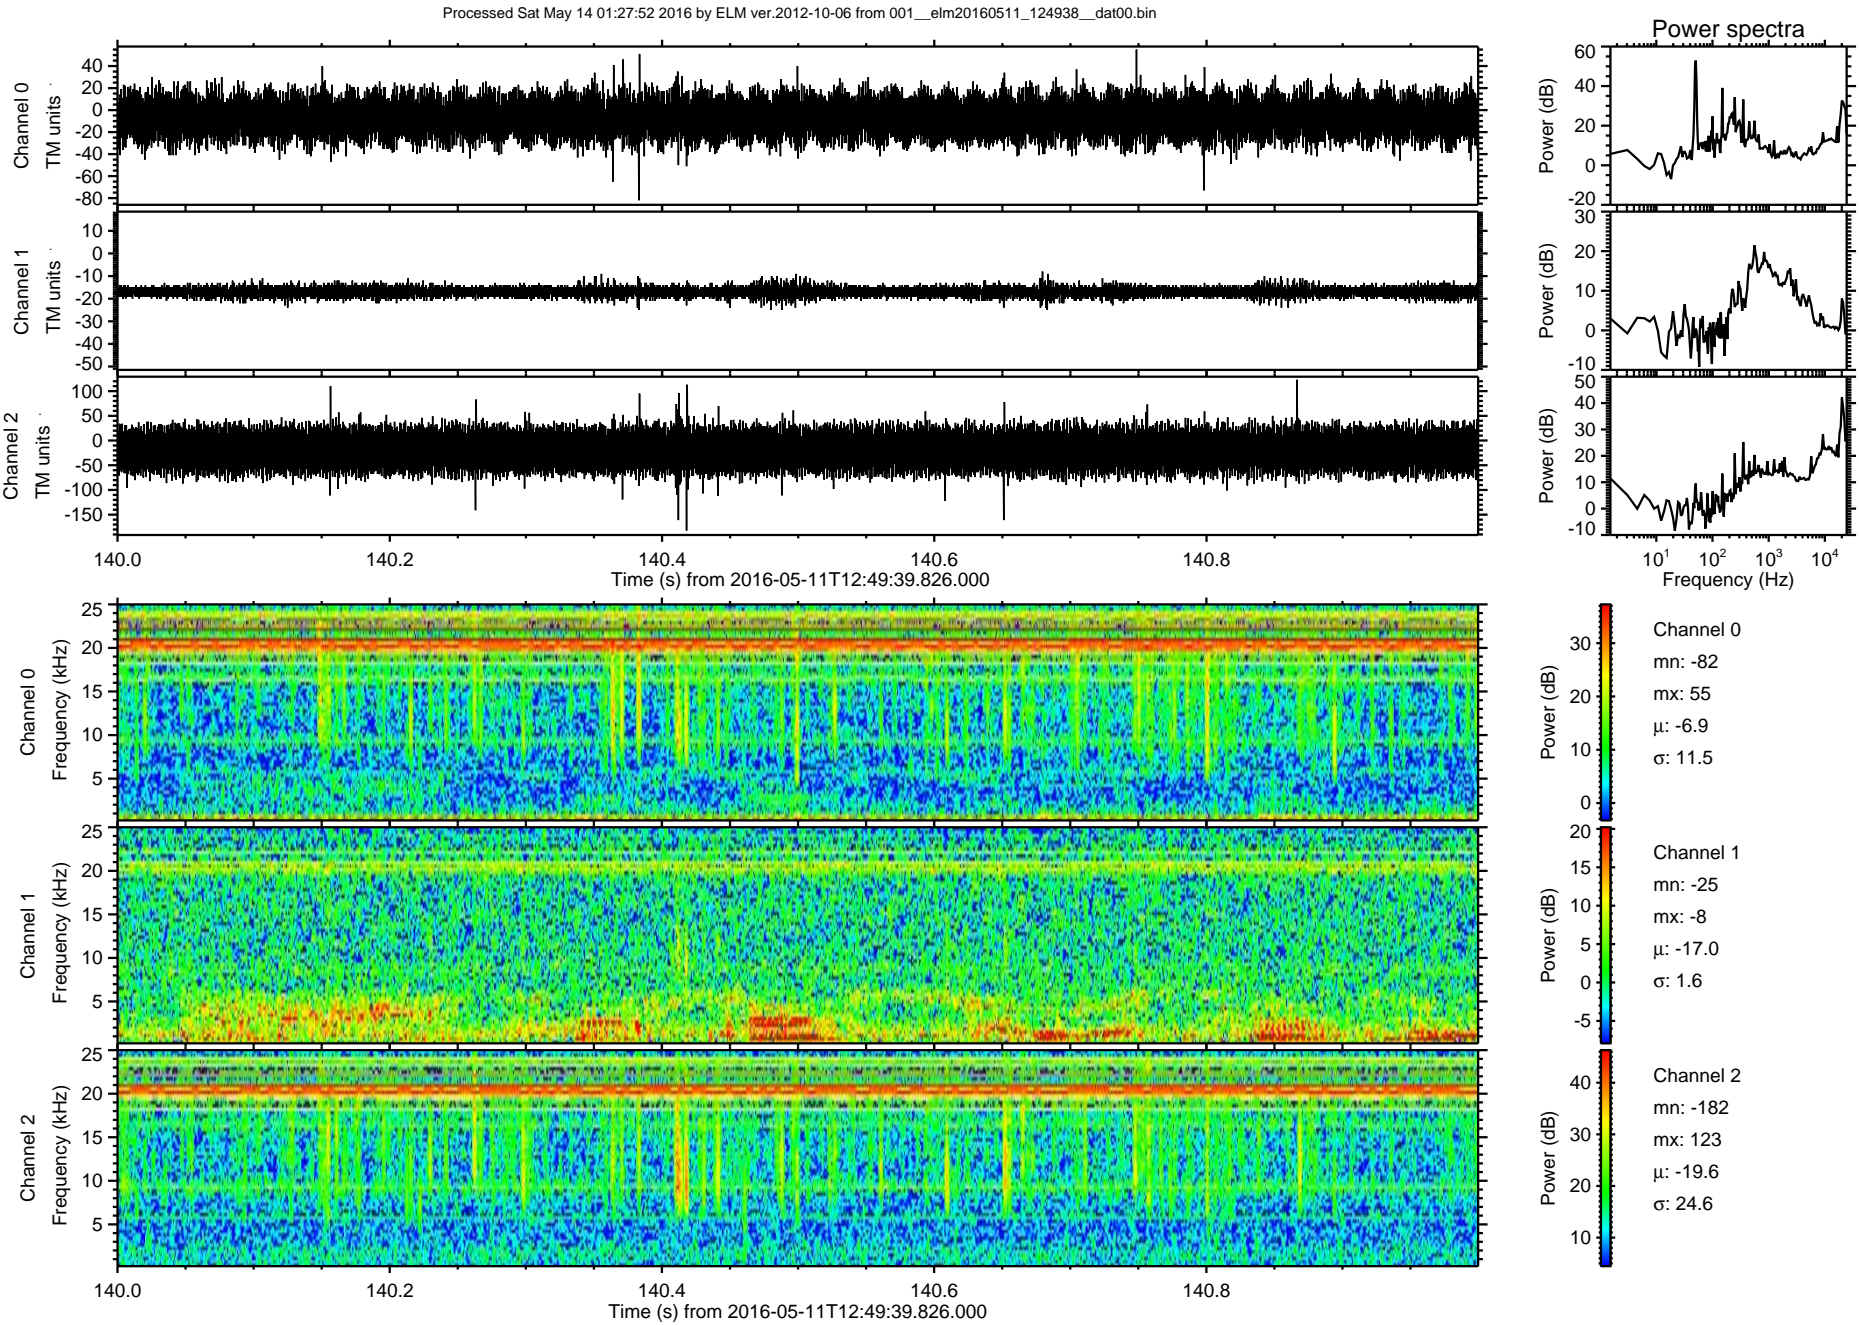 Processed Sat May 14 01:27:52 2016 by ELM ver.2012-10-06 from 001__elm20160511_124938__dat00.bin
Power spectra
Channel 0
TM units
40
20
0
-20
-40
-60
-80
Power (dB)
60
40
20
0
-20
Channel 1
TM units
10
0
-10
-20
-30
-40
-50
Power (dB)
30
20
10
0
-10
Channel 2
TM units
100
50
0
-50
-100
-150
Power (dB)
50
40
30
20
10
0
-10
140.0
140.2
140.4
140.6
140.8
Time (s) from 2016-05-11T12:49:39.826.000
10^1
10^2
10^3
10^4
Frequency (Hz)
Channel 0
Frequency (kHz)
25
20
15
10
5
Power (dB)
30
20
10
0
Channel 0
mn: -82
mx: 55
μ: -6.9
σ: 11.5
Channel 1
Frequency (kHz)
25
20
15
10
5
Power (dB)
20
15
10
5
0
-5
Channel 1
mn: -25
mx: -8
μ: -17.0
σ: 1.6
Channel 2
Frequency (kHz)
25
20
15
10
5
Power (dB)
40
30
20
10
Channel 2
mn: -182
mx: 123
μ: -19.6
σ: 24.6
140.0
140.2
140.4
140.6
140.8
Time (s) from 2016-05-11T12:49:39.826.000